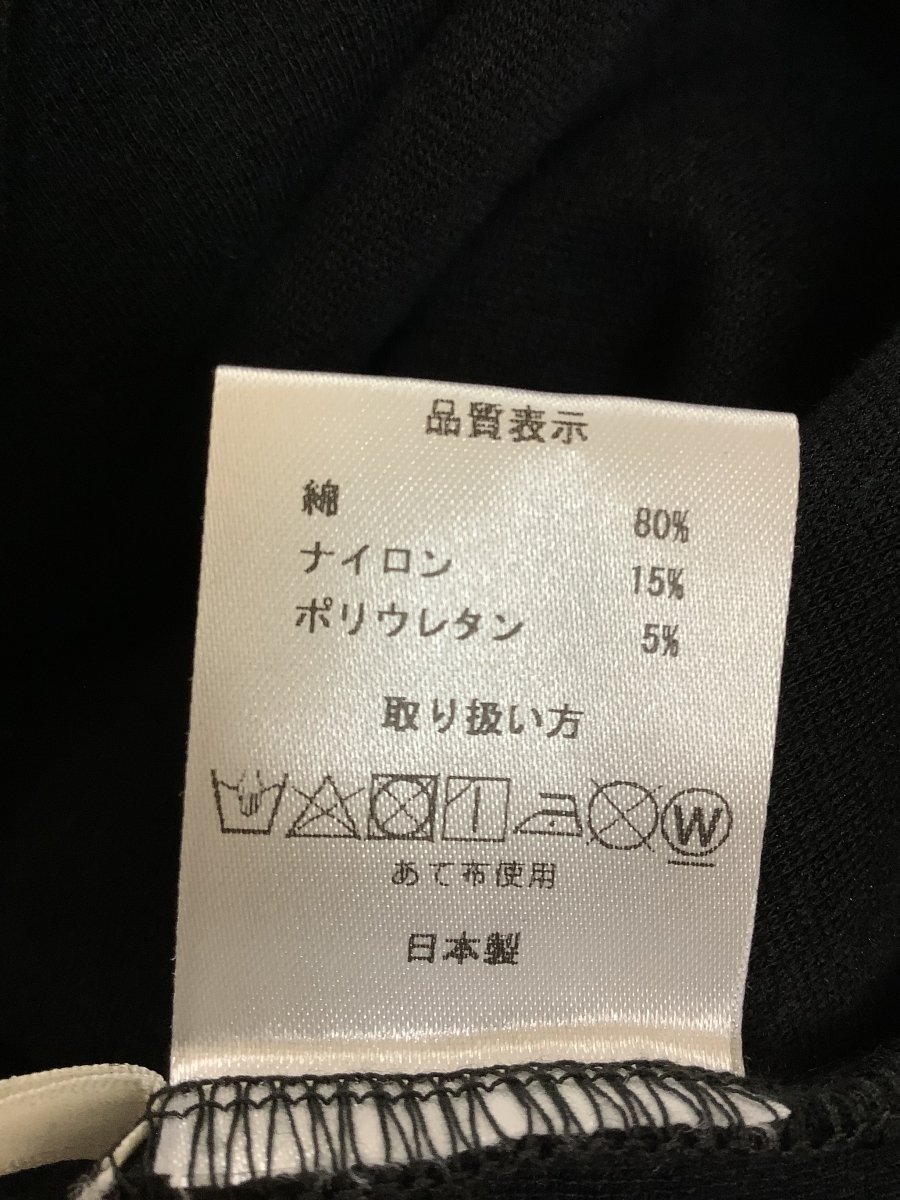 品質表示
綿 80%
ナイロン 15%
ポリウレタン 5%
取り扱い方
W
あて布使用
日本製